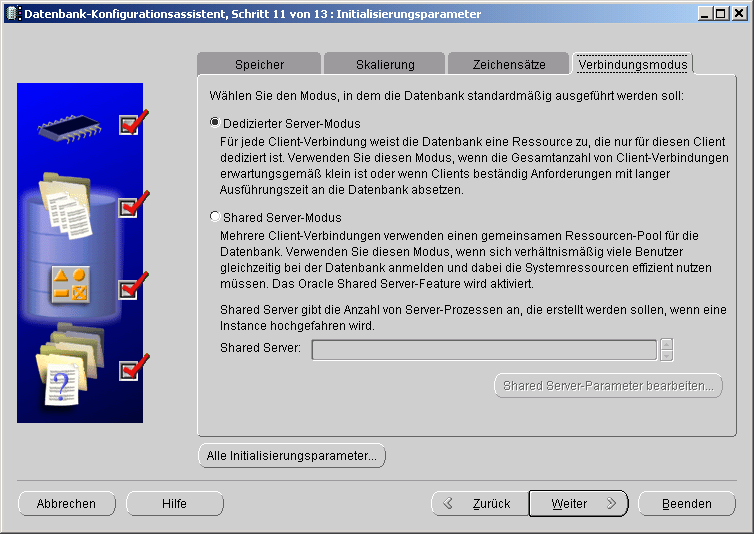 Datenbank-Konfigurationsassistent, Schritt 11 von 13 : Initialisierungsparameter
Speicher
Skalierung
Zeichensätze
Verbindungsmodus
Wählen Sie den Modus, in dem die Datenbank standardmäßig ausgeführt werden soll:
Dedizierter Server-Modus
Für jede Client-Verbindung weist die Datenbank eine Ressource zu, die nur für diesen Client
dediziert ist. Verwenden Sie diesen Modus, wenn die Gesamtanzahl von Client-Verbindungen
erwartungsgemäß klein ist oder wenn Clients beständig Anforderungen mit langer
Ausführungszeit an die Datenbank absetzen.
Shared Server-Modus
Mehrere Client-Verbindungen verwenden einen gemeinsamen Ressourcen-Pool für die
Datenbank. Verwenden Sie diesen Modus, wenn sich verhältnismäßig viele Benutzer
gleichzeitig bei der Datenbank anmelden und dabei die Systemressourcen effizient nutzen
müssen. Das Oracle Shared Server-Feature wird aktiviert.
Shared Server gibt die Anzahl von Server-Prozessen an, die erstellt werden sollen, wenn eine
Instance hochgefahren wird.
Shared Server:
Shared Server-Parameter bearbeiten...
?
Alle Initialisierungsparameter...
Abbrechen
Hilfe
Zurück
Weiter
Beenden